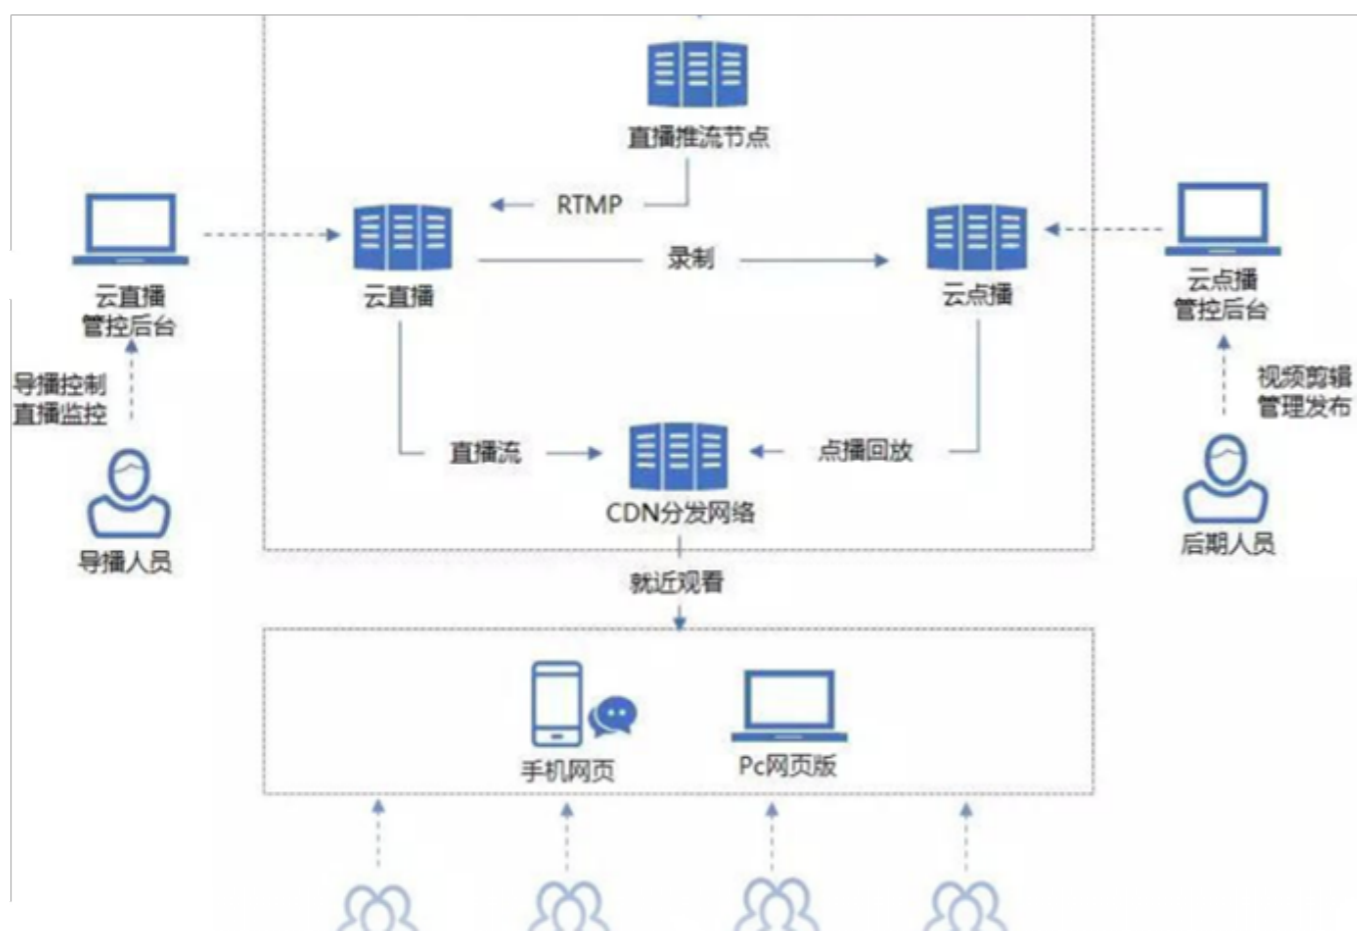 直播推流节点
RTMP
云直播
管控后台
云直播
录制
云点播
云点播
管控后台
导播控制
直播监控
视频剪辑
管理发布
直播流
点播回放
CDN分发网络
导播人员
后期人员
就近观看
手机网页
Pc网页版